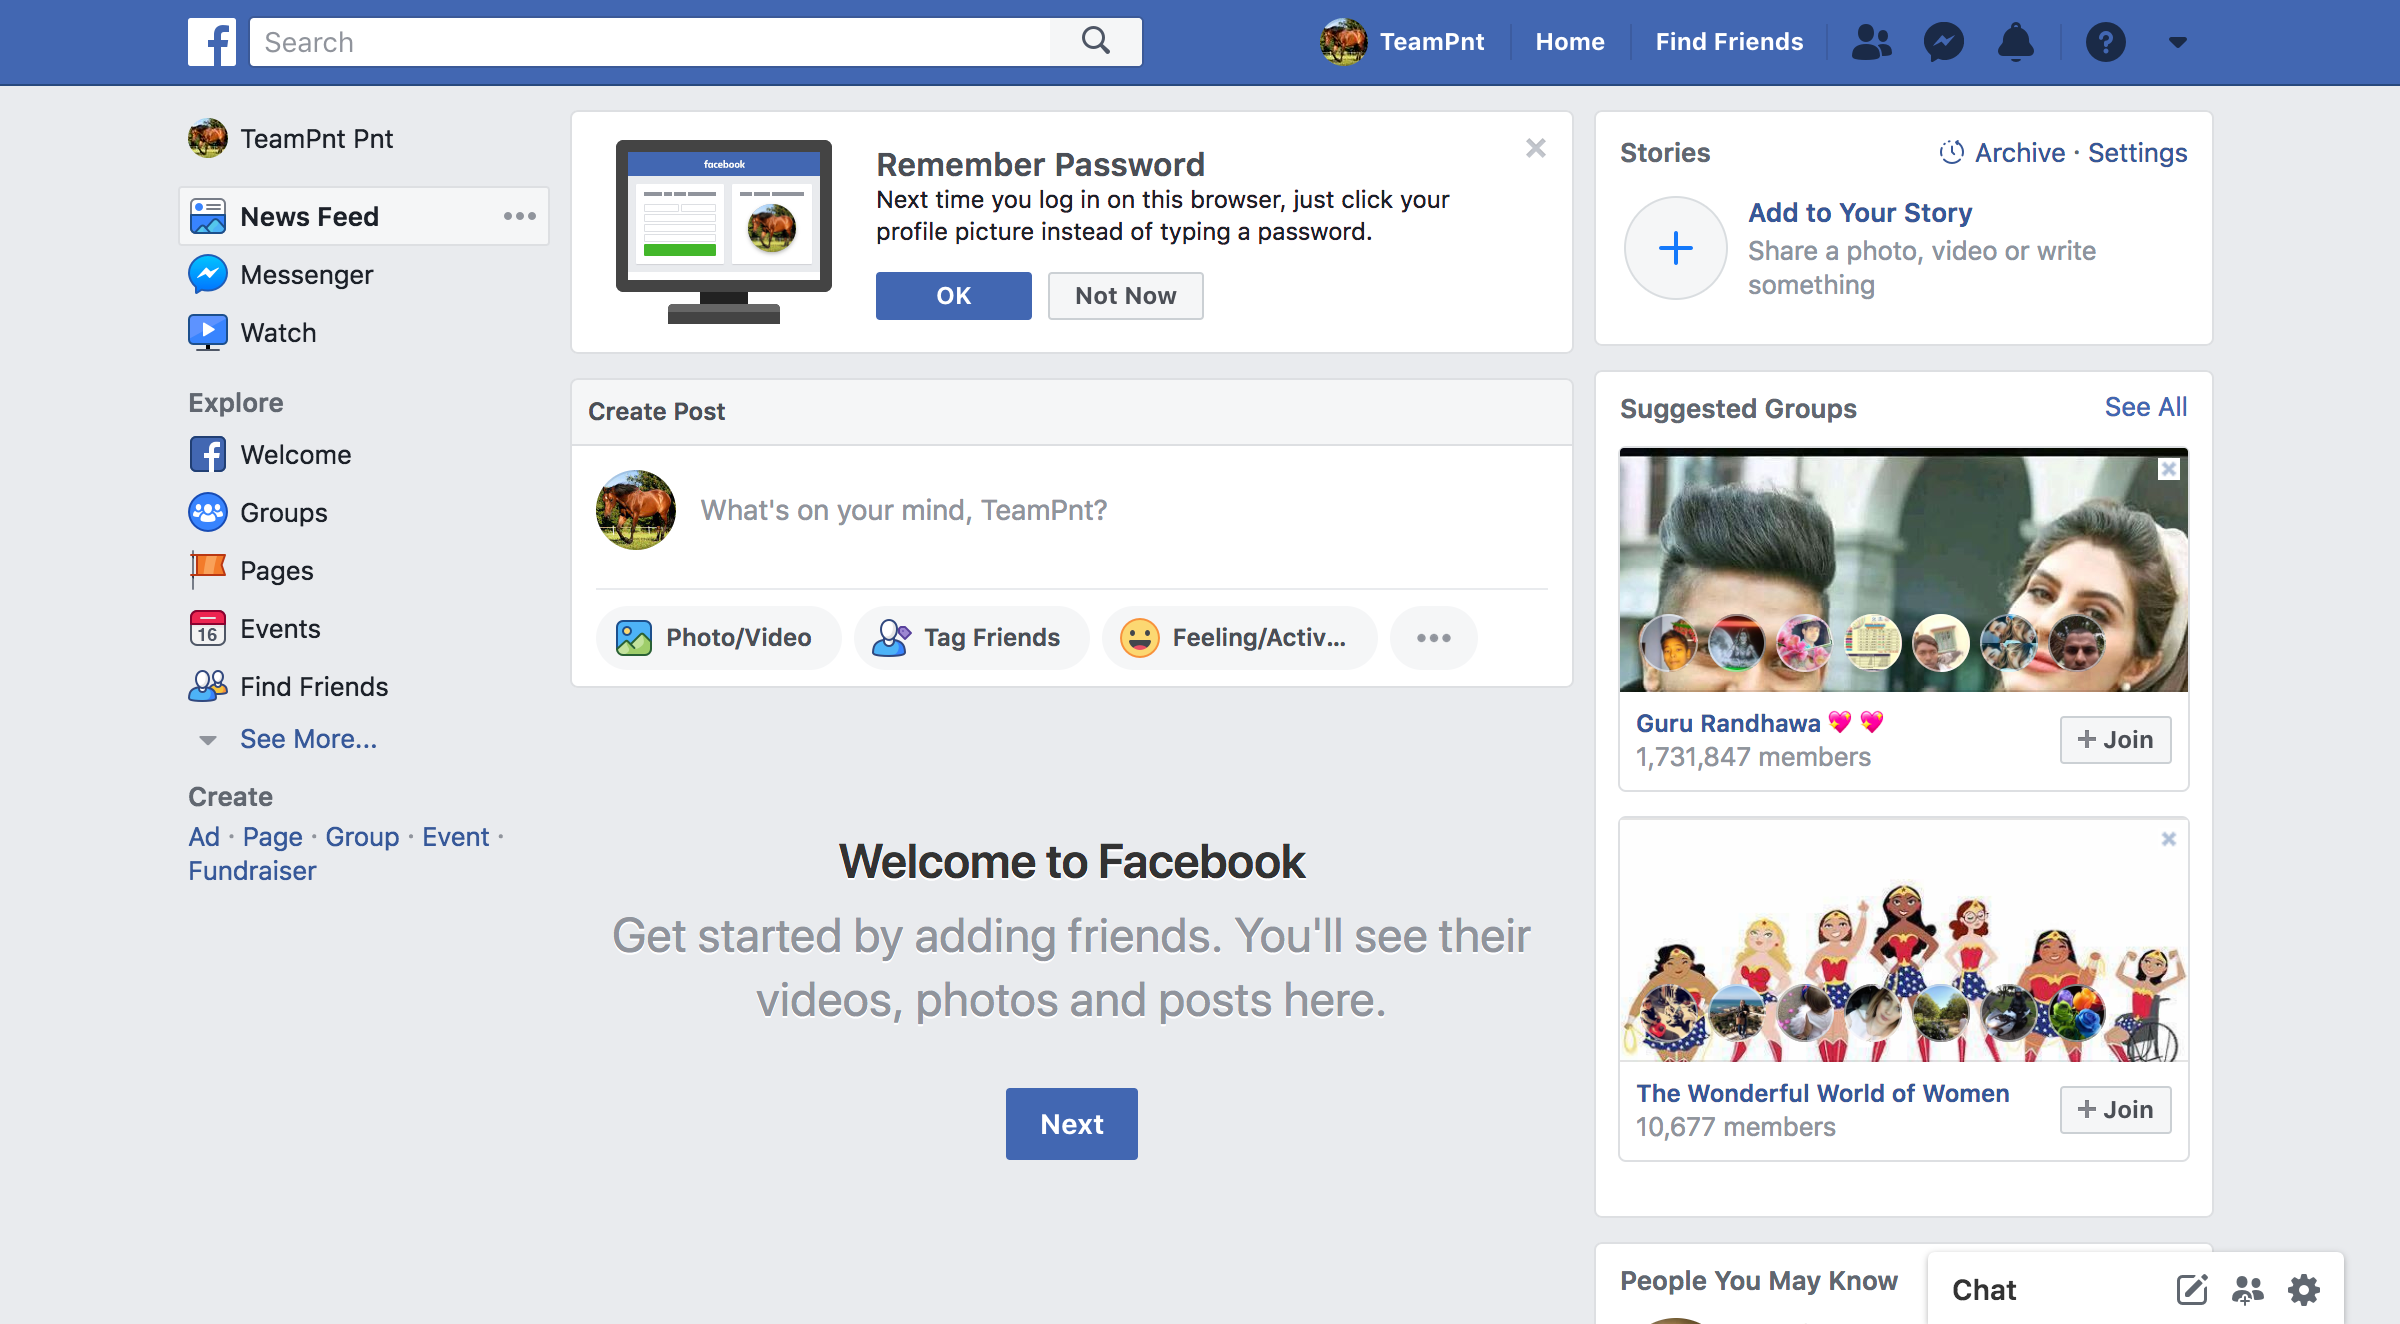 Search
TeamPnt
Home
Find Friends
TeamPnt Pnt
News Feed
Messenger
Watch
Explore
Welcome
Groups
Pages
16
Events
Find Friends
See More...
Create
Ad · Page · Group · Event ·
Fundraiser
facebook
Remember Password
Next time you log in on this browser, just click your
profile picture instead of typing a password.
OK
Not Now
Create Post
What's on your mind, TeamPnt?
Photo/Video
Tag Friends
Feeling/Activ...
Welcome to Facebook
Get started by adding friends. You'll see their
videos, photos and posts here.
Next
Stories
Archive · Settings
Add to Your Story
Share a photo, video or write
something
Suggested Groups
See All
Guru Randhawa 💖 💖
1,731,847 members
+ Join
The Wonderful World of Women
10,677 members
+ Join
People You May Know
Chat